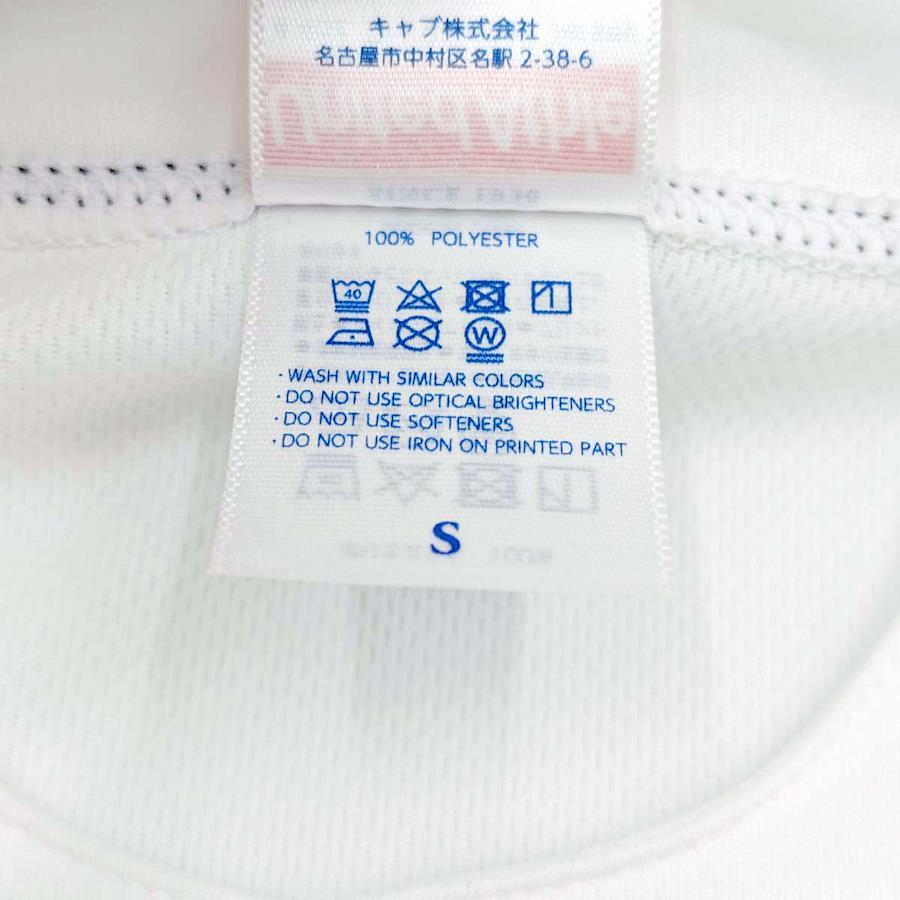 キャブ株式会社
名古屋市中村区名駅 2-38-6
100% POLYESTER
40
W
· WASH WITH SIMILAR COLORS
· DO NOT USE OPTICAL BRIGHTENERS
· DO NOT USE SOFTENERS
· DO NOT USE IRON ON PRINTED PART
S